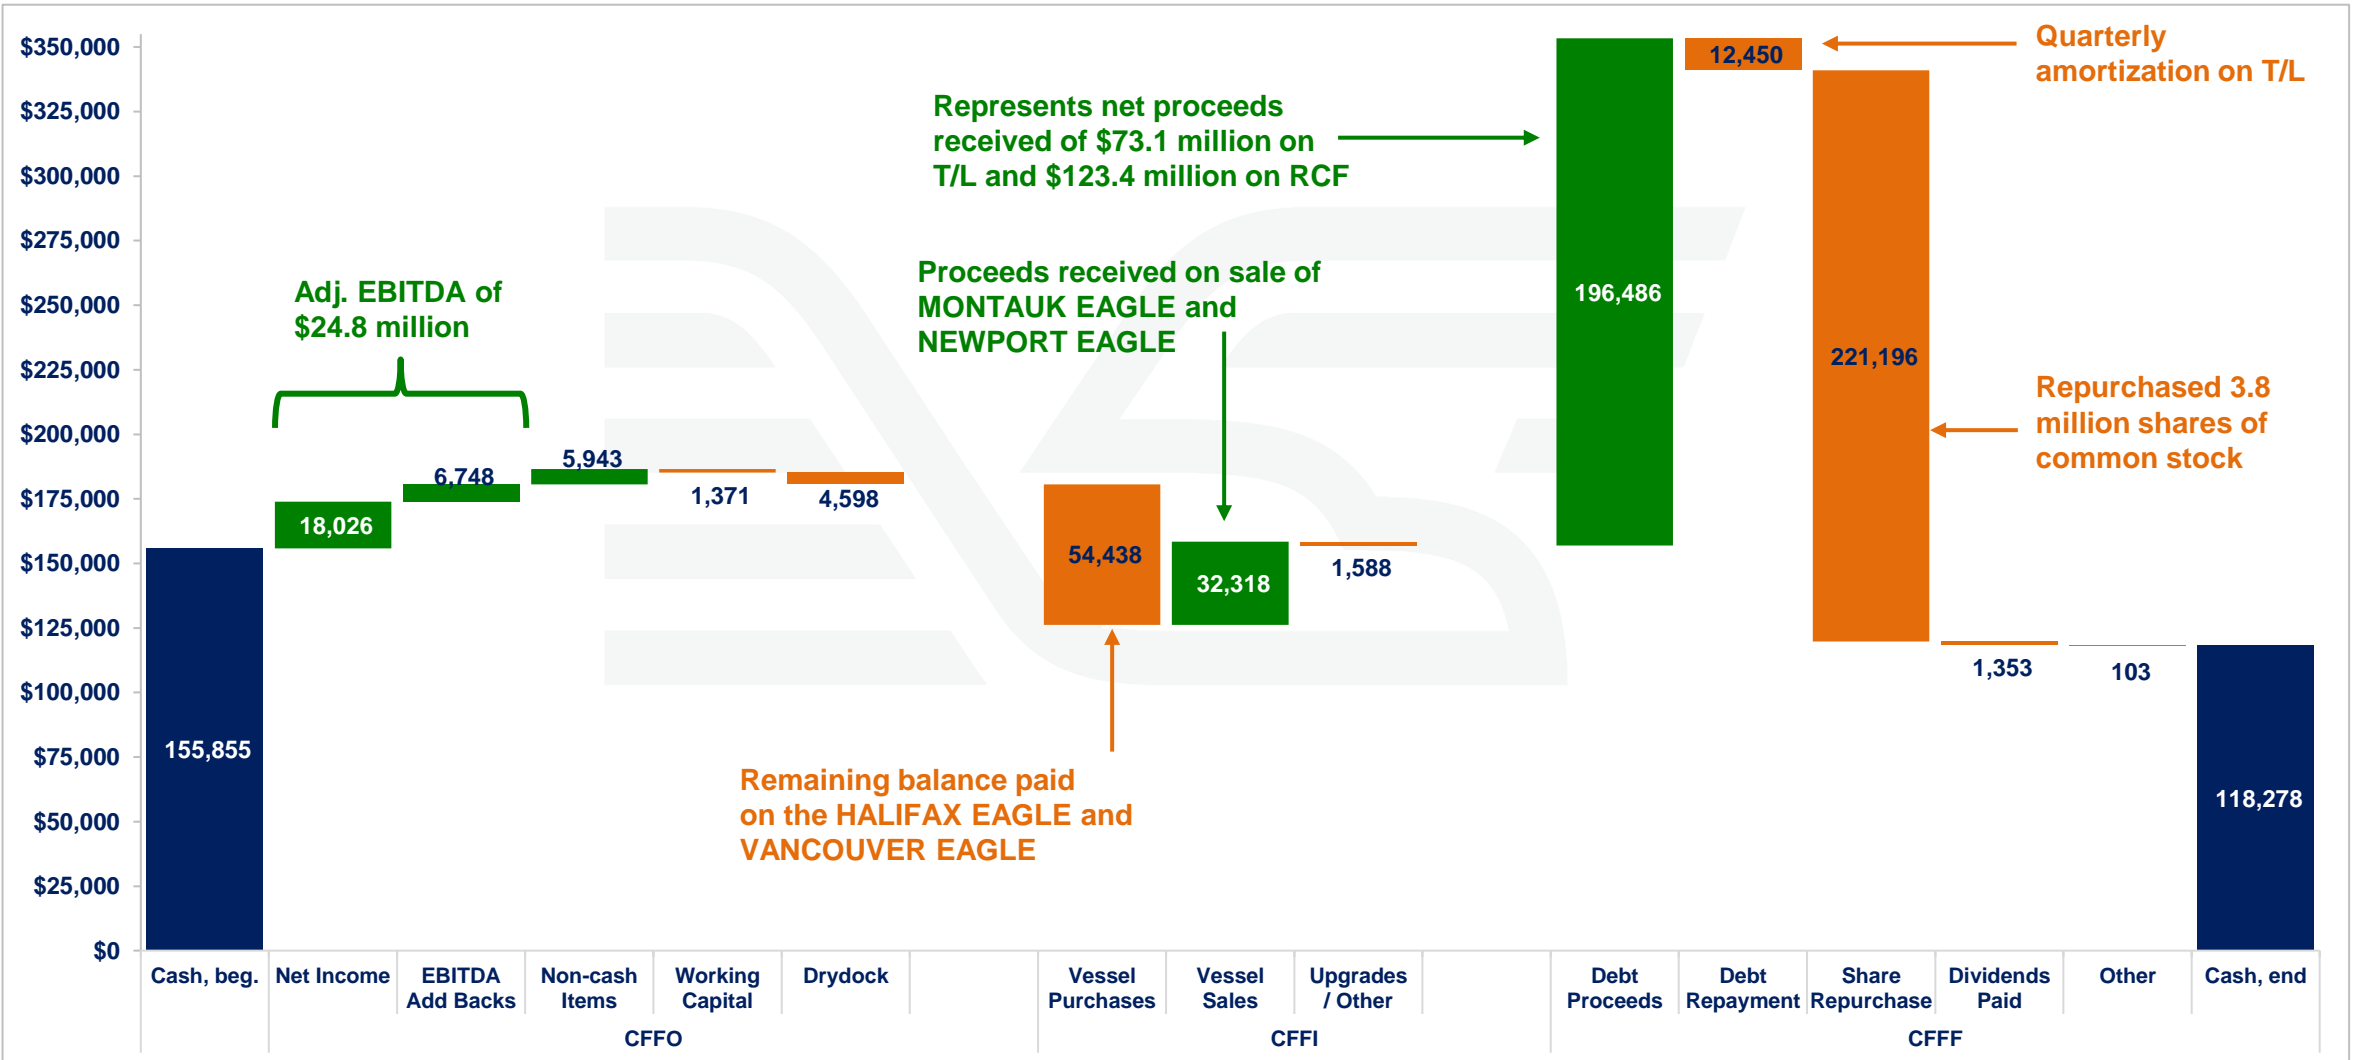 $350,000
$325,000
$300,000
$275,000
$250,000
$225,000
$200,000
$175,000
$150,000
$125,000
$100,000
$75,000
$50,000
$25,000
$0
155,855
Adj. EBITDA of
$24.8 million
18,026
6,748
5,943
1,371
4,598
Represents net proceeds
received of $73.1 million on
T/L and $123.4 million on RCF
Proceeds received on sale of
MONTAUK EAGLE and
NEWPORT EAGLE
54,438
32,318
1,588
Remaining balance paid
on the HALIFAX EAGLE and
VANCOUVER EAGLE
196,486
12,450
Quarterly
amortization on T/L
221,196
Repurchased 3.8
million shares of
common stock
1,353
103
118,278
Cash, beg.
Net Income
EBITDA
Add Backs
Non-cash
Items
Working
Capital
Drydock
Vessel
Purchases
Vessel
Sales
Upgrades
/ Other
Debt
Proceeds
Debt
Repayment
Share
Repurchase
Dividends
Paid
Other
Cash, end
CFFO
CFFI
CFFF